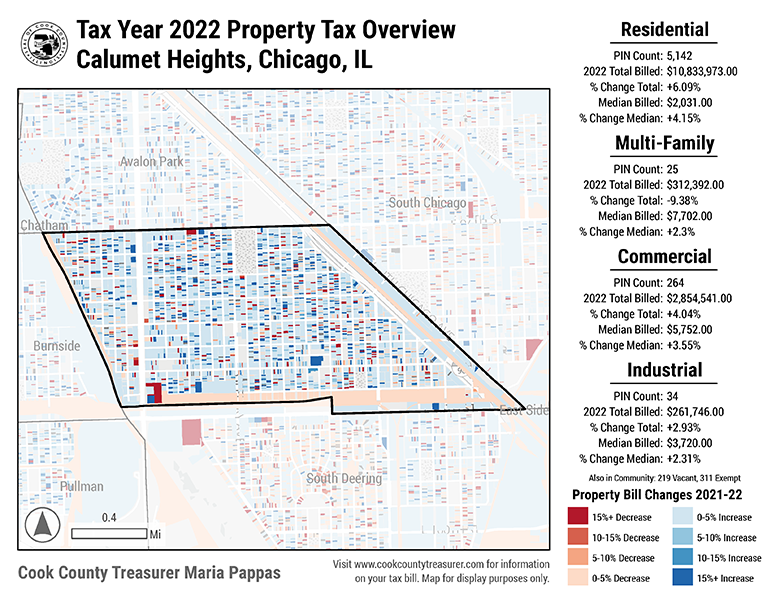 Tax Year 2022 Property Tax Overview
Calumet Heights, Chicago, IL
Avalon Park
South Chicago
Chatham
Burnside
East Side
South Deering
Pullman
0.4
Mi
Cook County Treasurer Maria Pappas
Visit www.cookcountytreasurer.com for information
on your tax bill. Map for display purposes only.
Residential
PIN Count: 5,142
2022 Total Billed: $10,833,973.00
% Change Total: +6.09%
Median Billed: $2,031.00
% Change Median: +4.15%
Multi-Family
PIN Count: 25
2022 Total Billed: $312,392.00
% Change Total: -9.38%
Median Billed: $7,702.00
% Change Median: +2.3%
Commercial
PIN Count: 264
2022 Total Billed: $2,854,541.00
% Change Total: +4.04%
Median Billed: $5,752.00
% Change Median: +3.55%
Industrial
PIN Count: 34
2022 Total Billed: $261,746.00
% Change Total: +2.93%
Median Billed: $3,720.00
% Change Median: +2.31%
Also in Community: 219 Vacant, 311 Exempt
Property Bill Changes 2021-22
15%+ Decrease
0-5% Increase
10-15% Decrease
5-10% Increase
5-10% Decrease
10-15% Increase
0-5% Decrease
15%+ Increase